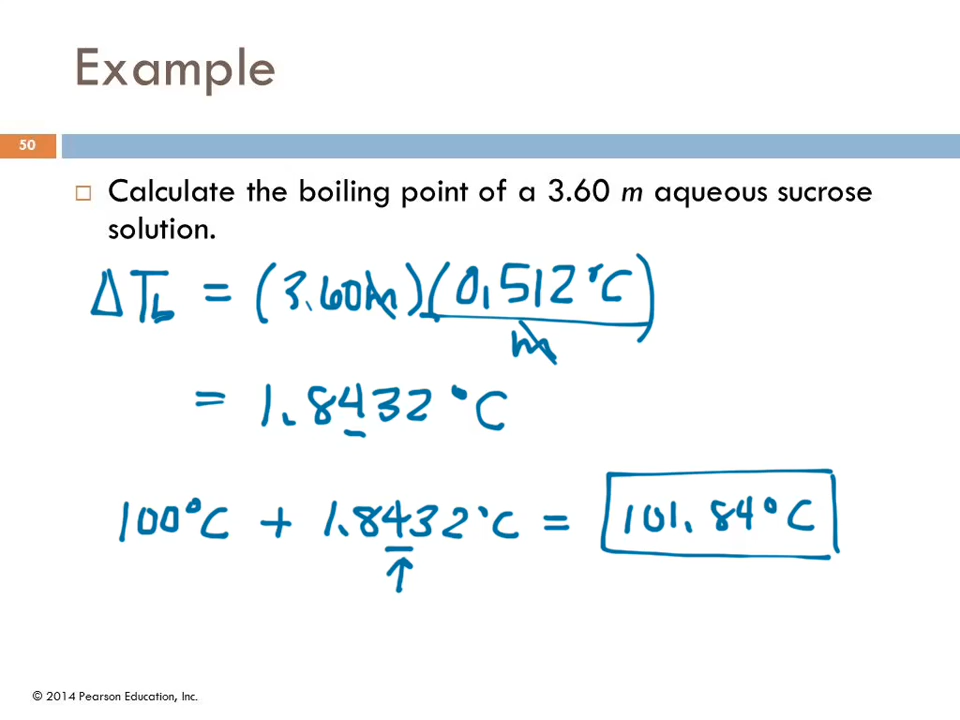 Example
50
□ Calculate the boiling point of a 3.60 m aqueous sucrose
solution.
ΔTb = (3.60m)(0.512°C)
m
= 1.8432°C
100°C + 1.8432°C = 101.84°C
↑
© 2014 Pearson Education, Inc.